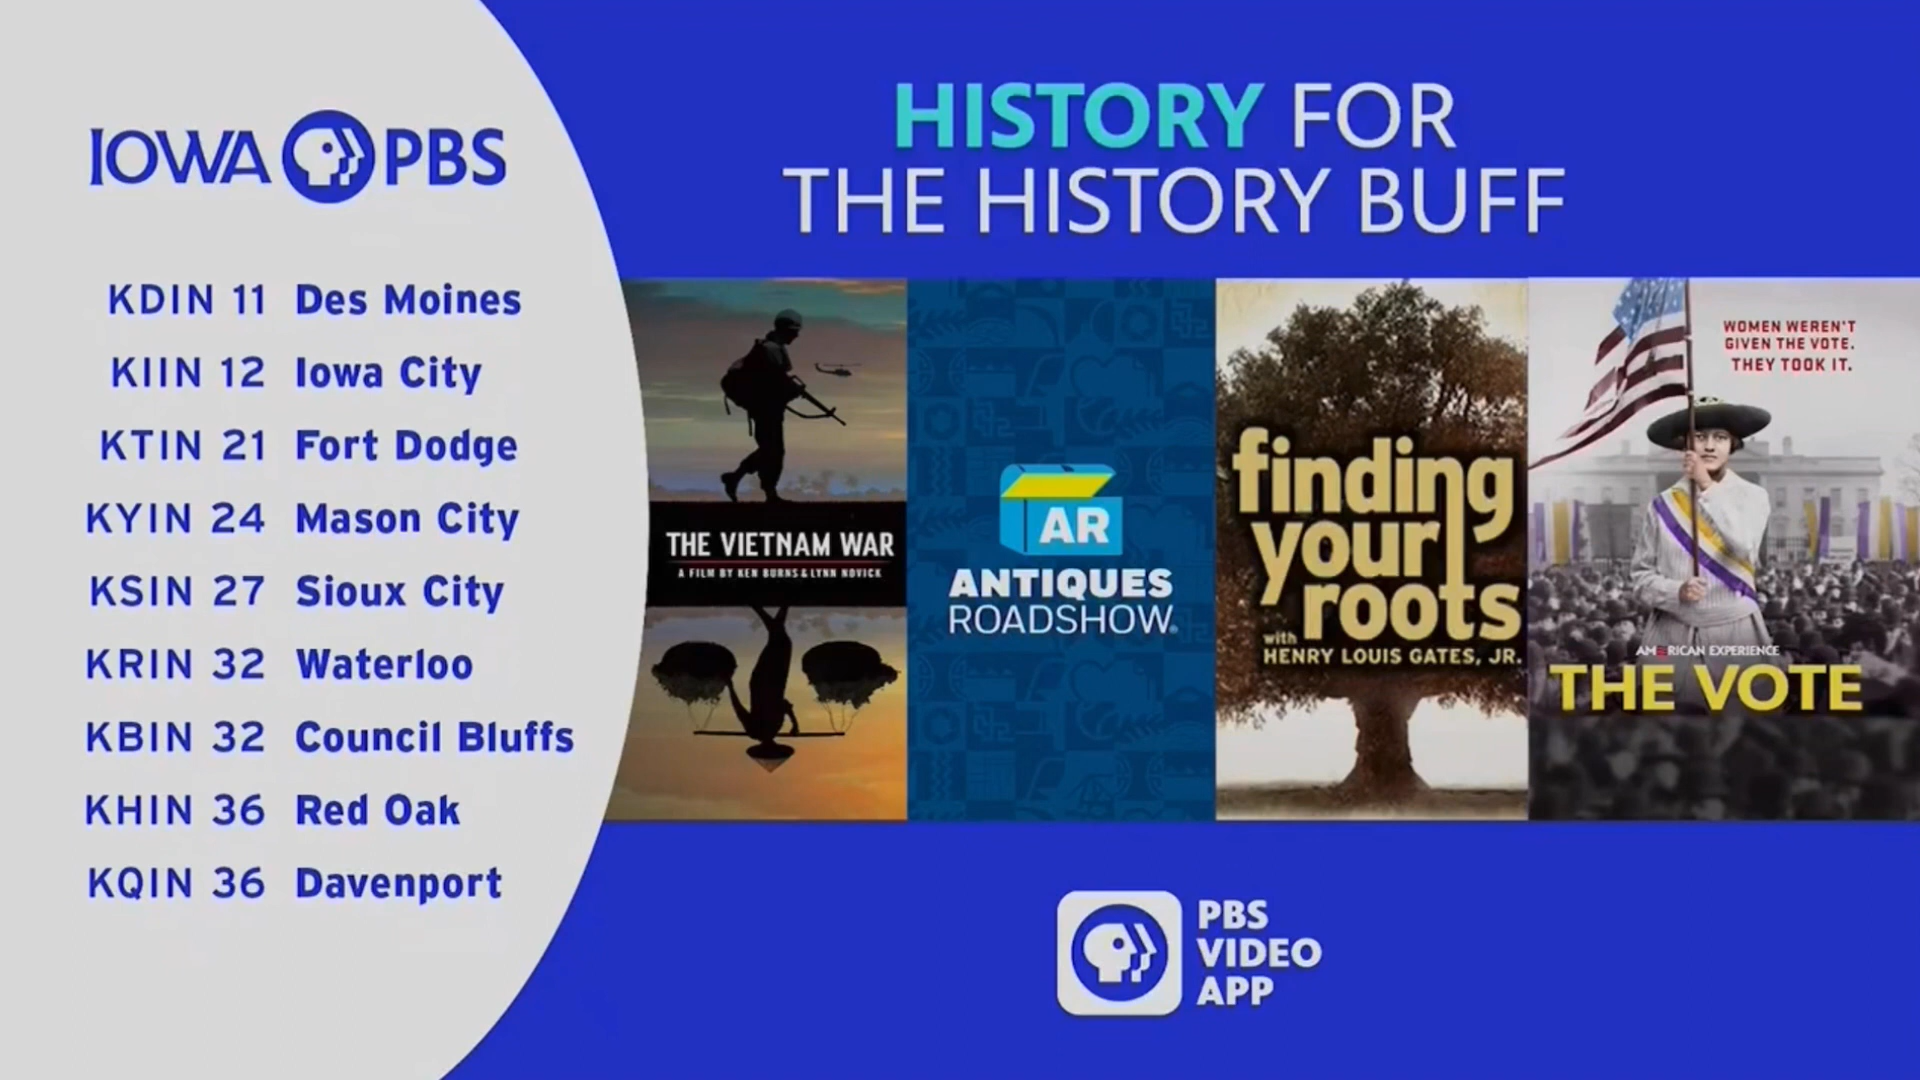 IOWA PBS
KDIN 11 Des Moines
KIIN 12 Iowa City
KTIN 21 Fort Dodge
KYIN 24 Mason City
KSIN 27 Sioux City
KRIN 32 Waterloo
KBIN 32 Council Bluffs
KHIN 36 Red Oak
KQIN 36 Davenport
HISTORY FOR
THE HISTORY BUFF
THE VIETNAM WAR
A FILM BY KEN BURNS & LYNN NOVICK
AR
ANTIQUES
ROADSHOW®
finding
your
roots
with
HENRY LOUIS GATES, JR.
WOMEN WEREN'T
GIVEN THE VOTE.
THEY TOOK IT.
AMERICAN EXPERIENCE
THE VOTE
PBS
VIDEO
APP